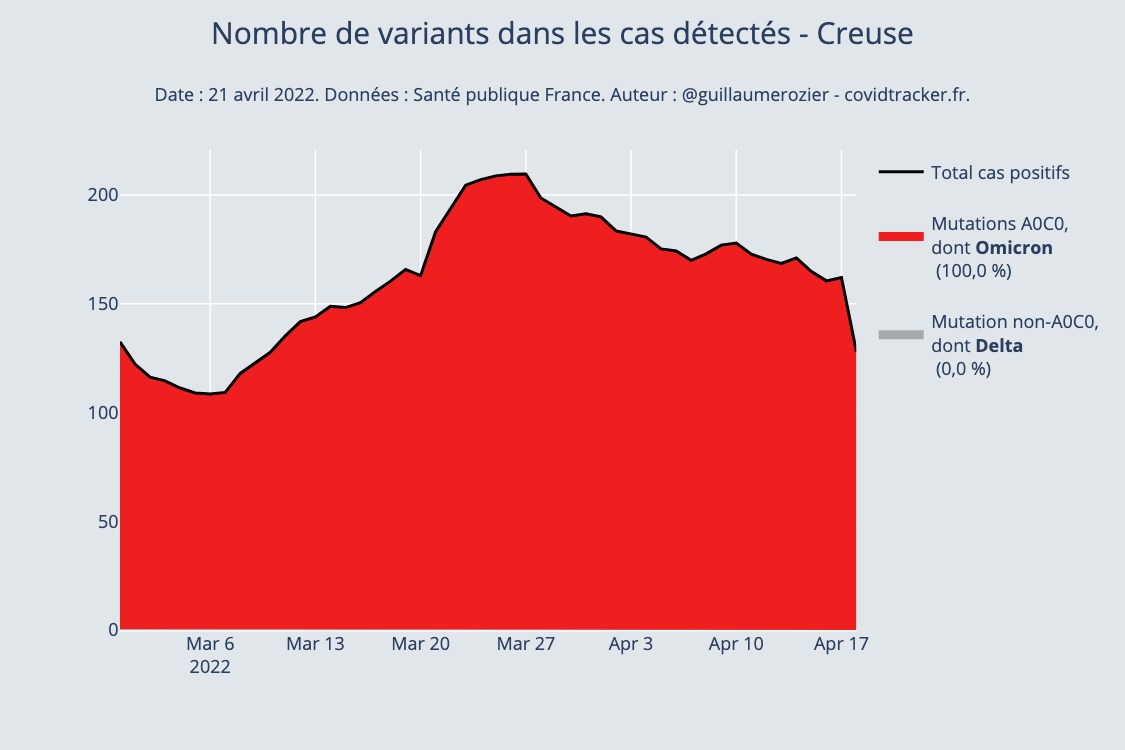 Nombre de variants dans les cas détectés - Creuse
Date : 21 avril 2022. Données : Santé publique France. Auteur : @guillaumerozier - covidtracker.fr.
200
150
100
50
0
Mar 6
2022
Mar 13
Mar 20
Mar 27
Apr 3
Apr 10
Apr 17
Total cas positifs
Mutations A0C0,
dont Omicron
(100,0 %)
Mutation non-A0C0,
dont Delta
(0,0 %)